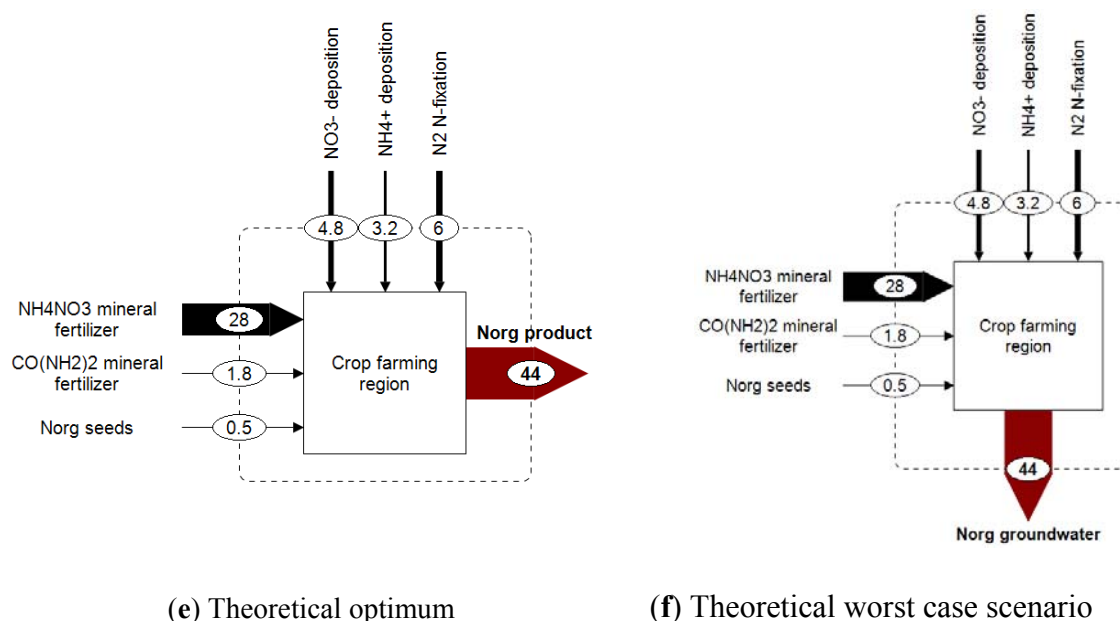 NO3- deposition
NH4+ deposition
N2 N-fixation
4.8
3.2
6
NH4NO3 mineral
fertilizer
28
CO(NH2)2 mineral
fertilizer
1.8
Norg seeds
0.5
Crop farming
region
Norg product
44
(e) Theoretical optimum
NO3- deposition
NH4+ deposition
N2 N-fixation
4.8
3.2
6
NH4NO3 mineral
fertilizer
28
CO(NH2)2 mineral
fertilizer
1.8
Norg seeds
0.5
Crop farming
region
44
Norg groundwater
(f) Theoretical worst case scenario